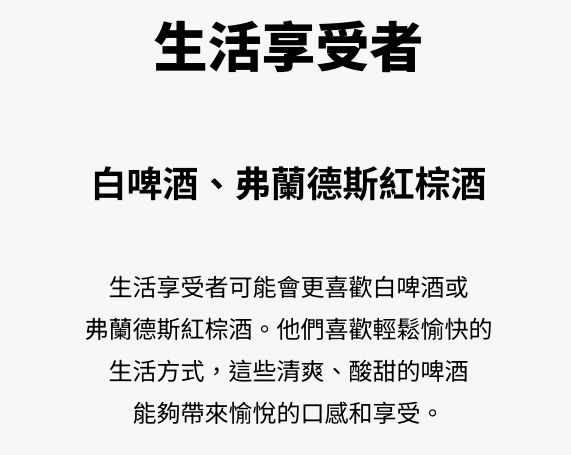 生活享受者
白啤酒、弗蘭德斯紅棕酒
生活享受者可能會更喜歡白啤酒或
弗蘭德斯紅棕酒。他們喜歡輕鬆愉快的
生活方式，這些清爽、酸甜的啤酒
能夠帶來愉悅的口感和享受。